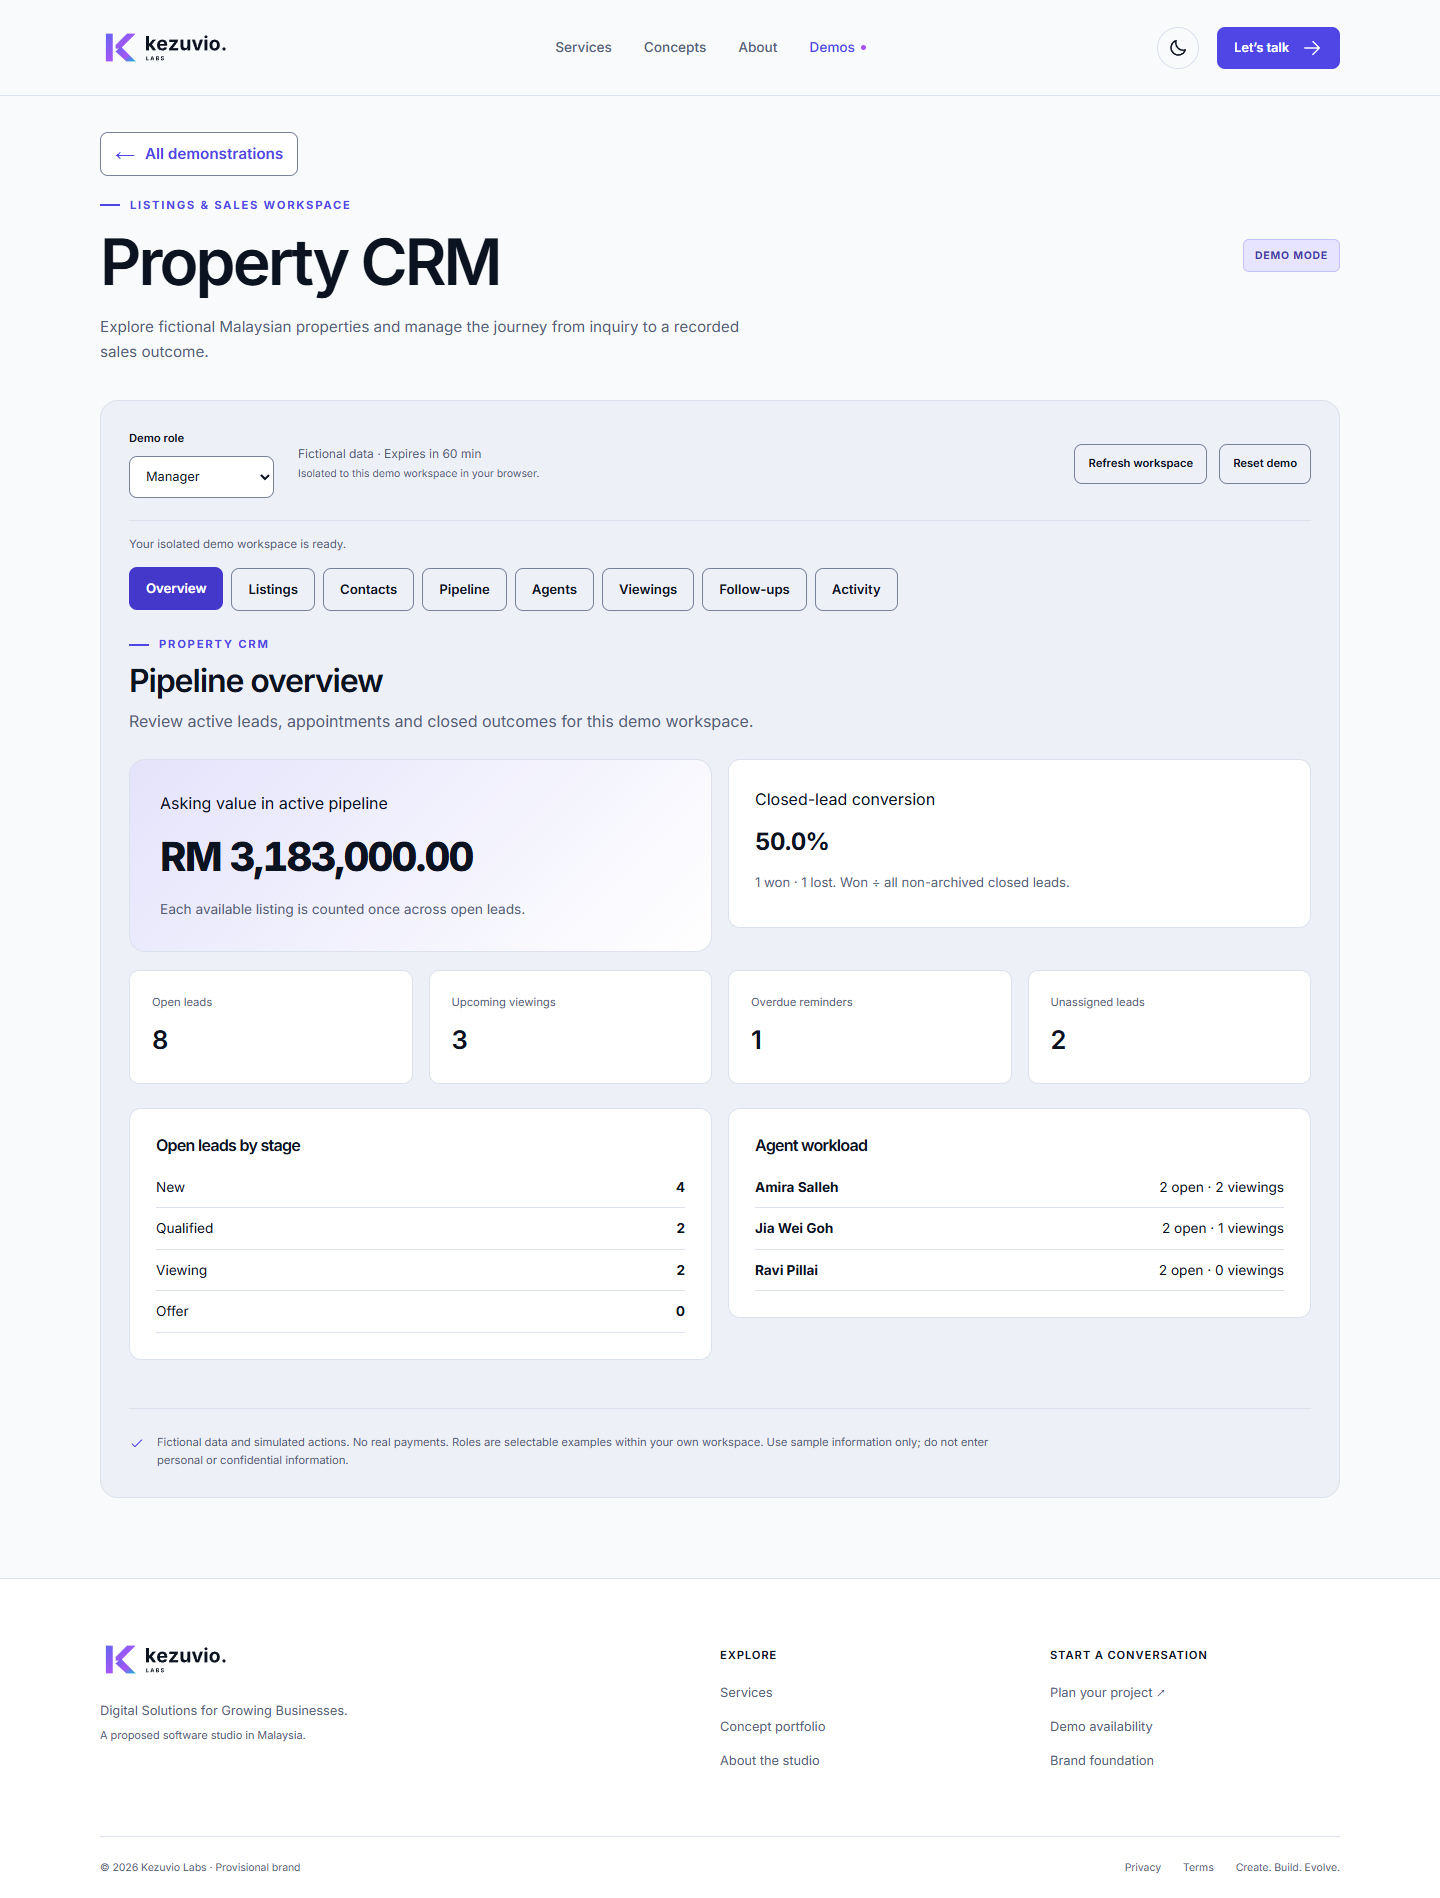 kezuvio.
LABS
Services
Concepts
About
Demos
Let's talk →
← All demonstrations
LISTINGS & SALES WORKSPACE
Property CRM
DEMO MODE
Explore fictional Malaysian properties and manage the journey from inquiry to a recorded
sales outcome.
Demo role
Manager
Fictional data · Expires in 60 min
Isolated to this demo workspace in your browser.
Refresh workspace
Reset demo
Your isolated demo workspace is ready.
Overview
Listings
Contacts
Pipeline
Agents
Viewings
Follow-ups
Activity
PROPERTY CRM
Pipeline overview
Review active leads, appointments and closed outcomes for this demo workspace.
Asking value in active pipeline
RM 3,183,000.00
Each available listing is counted once across open leads.
Closed-lead conversion
50.0%
1 won · 1 lost. Won ÷ all non-archived closed leads.
Open leads
8
Upcoming viewings
3
Overdue reminders
1
Unassigned leads
2
Open leads by stage
New 4
Qualified 2
Viewing 2
Offer 0
Agent workload
Amira Salleh 2 open · 2 viewings
Jia Wei Goh 2 open · 1 viewings
Ravi Pillai 2 open · 0 viewings
Fictional data and simulated actions. No real payments. Roles are selectable examples within your own workspace. Use sample information only; do not enter
personal or confidential information.
kezuvio.
LABS
Digital Solutions for Growing Businesses.
A proposed software studio in Malaysia.
EXPLORE
Services
Concept portfolio
About the studio
START A CONVERSATION
Plan your project ↗
Demo availability
Brand foundation
© 2026 Kezuvio Labs · Provisional brand
Privacy
Terms
Create. Build. Evolve.